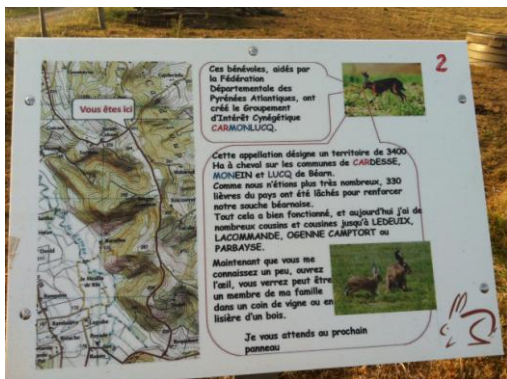 Vous êtes ici
2
Ces bénévoles, aidés par
la Fédération
Départementale des
Pyrénées Atlantiques, ont
créé le Groupement
d'Intérêt Cynégétique
CARMONLUCQ.
Cette appellation désigne un territoire de 3400
Ha à cheval sur les communes de CARDESSE,
MONEIN et LUCQ de Béarn.
Comme nous n'étions plus très nombreux, 330
lièvres du pays ont été lâchés pour renforcer
notre souche béarnaise.
Tout cela a bien fonctionné, et aujourd'hui j'ai de
nombreux cousins et cousines jusqu'à LEDEUIX,
LACOMMANDE, OGENNE CAMPTORT ou
PARBAYSE.
Maintenant que vous me
connaissez un peu, ouvrez
l'œil, vous verrez peut être
un membre de ma famille
dans un coin de vigne ou en
lisière d'un bois.
Je vous attends au prochain
panneau